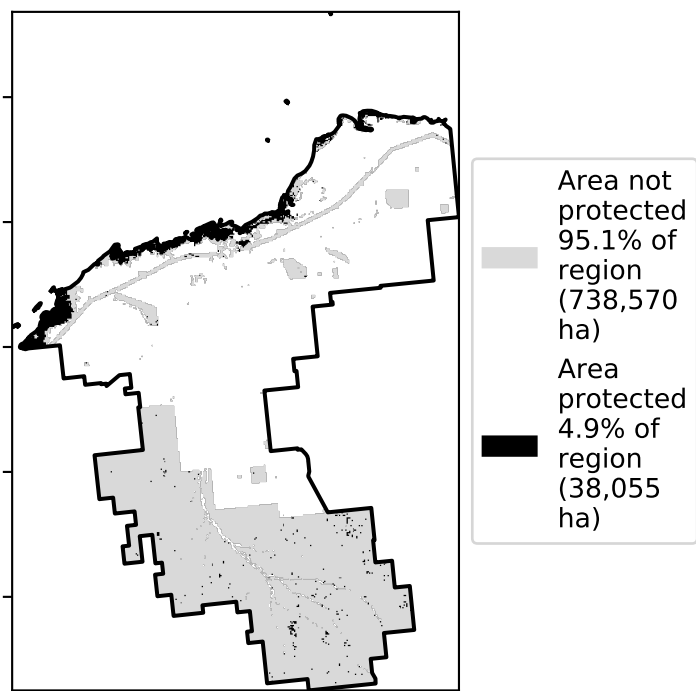 Area not
protected
95.1% of
region
(738,570
ha)
Area
protected
4.9% of
region
(38,055
ha)